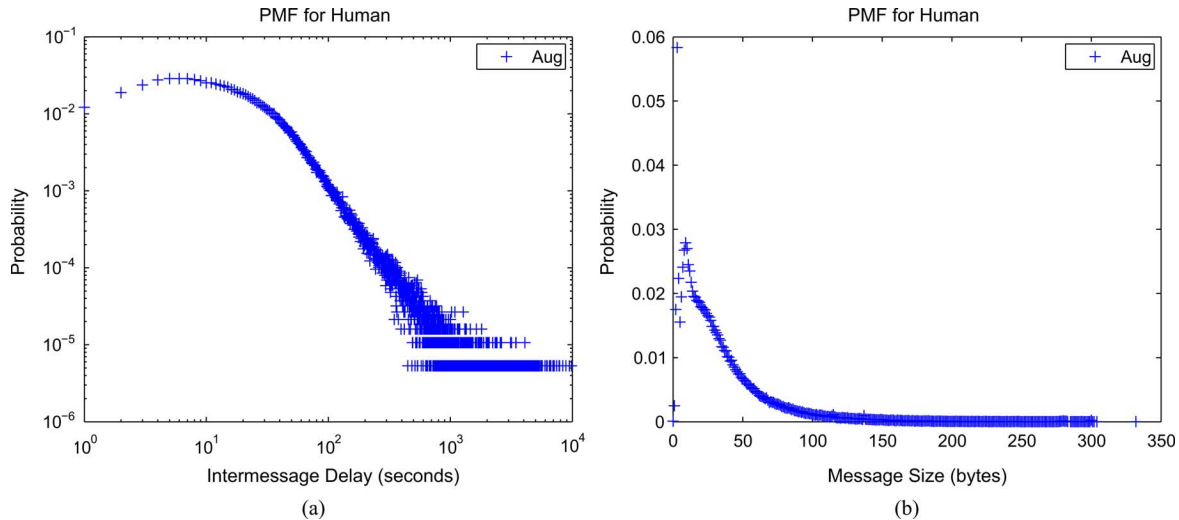 PMF for Human
10^-1
10^-2
10^-3
10^-4
10^-5
10^-6
Probability
Aug
10^0 10^1 10^2 10^3 10^4
Intermessage Delay (seconds)
(a)
PMF for Human
0.06
0.05
0.04
0.03
0.02
0.01
0
Probability
Aug
0 50 100 150 200 250 300 350
Message Size (bytes)
(b)